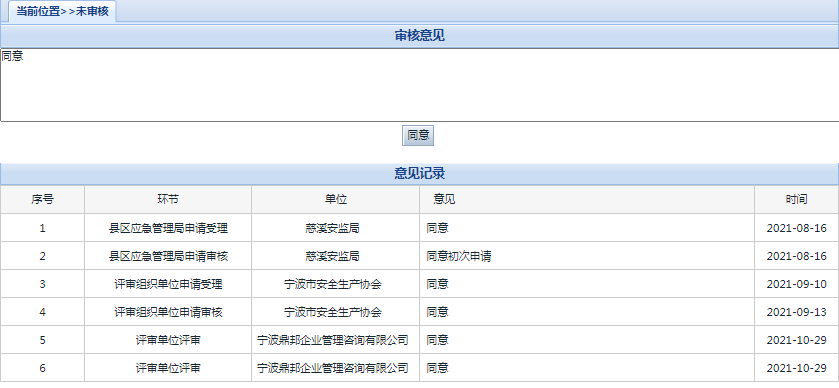 当前位置>>未审核
审核意见
同意
同意
意见记录
序号 环节 单位 意见 时间
1 县区应急管理局申请受理 慈溪安监局 同意 2021-08-16
2 县区应急管理局申请审核 慈溪安监局 同意初次申请 2021-08-16
3 评审组织单位申请受理 宁波市安全生产协会 同意 2021-09-10
4 评审组织单位申请审核 宁波市安全生产协会 同意 2021-09-13
5 评审单位评审 宁波鼎邦企业管理咨询有限公司 同意 2021-10-29
6 评审单位评审 宁波鼎邦企业管理咨询有限公司 同意 2021-10-29